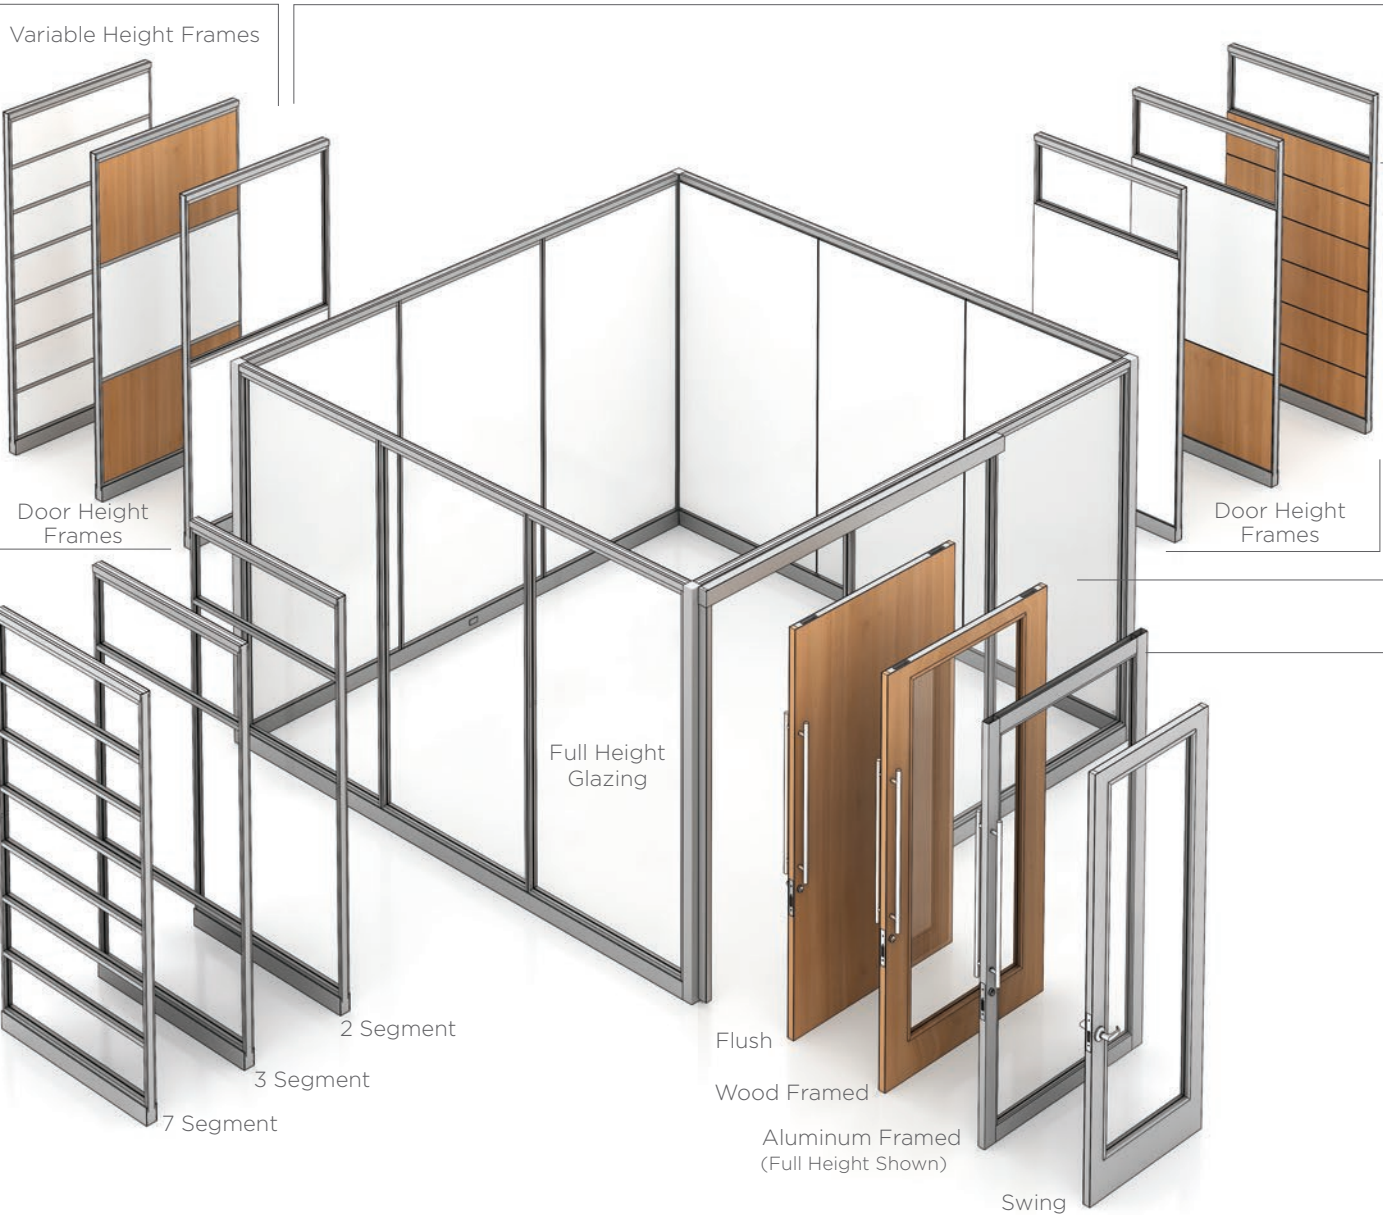 Variable Height Frames
Door Height
Frames
Door Height
Frames
Full Height
Glazing
2 Segment
3 Segment
7 Segment
Flush
Wood Framed
Aluminum Framed
(Full Height Shown)
Swing